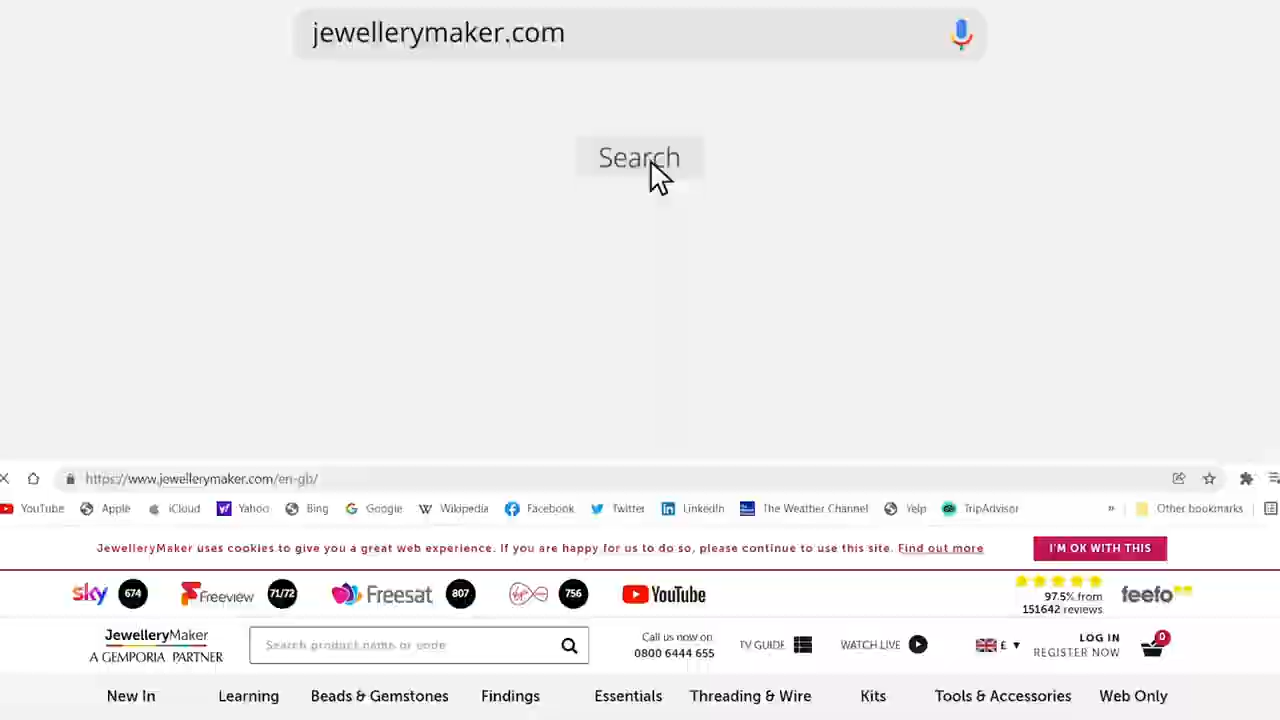 jewellerymaker.com
Search
https://www.jewellerymaker.com/en-gb/
YouTube Apple iCloud Yahoo Bing Google Wikipedia Facebook Twitter LinkedIn The Weather Channel Yelp TripAdvisor » Other bookmarks
JewelleryMaker uses cookies to give you a great web experience. If you are happy for us to do so, please continue to use this site. Find out more
I'M OK WITH THIS
sky 674 Freeview 71/72 Freesat 807 Virgin 756 YouTube
97.5% from
151642 reviews
feefo
JewelleryMaker
A GEMPORIA PARTNER
Search product name or code
Call us now on
0800 6444 655
TV GUIDE
WATCH LIVE
£
LOG IN
REGISTER NOW
0
New In Learning Beads & Gemstones Findings Essentials Threading & Wire Kits Tools & Accessories Web Only